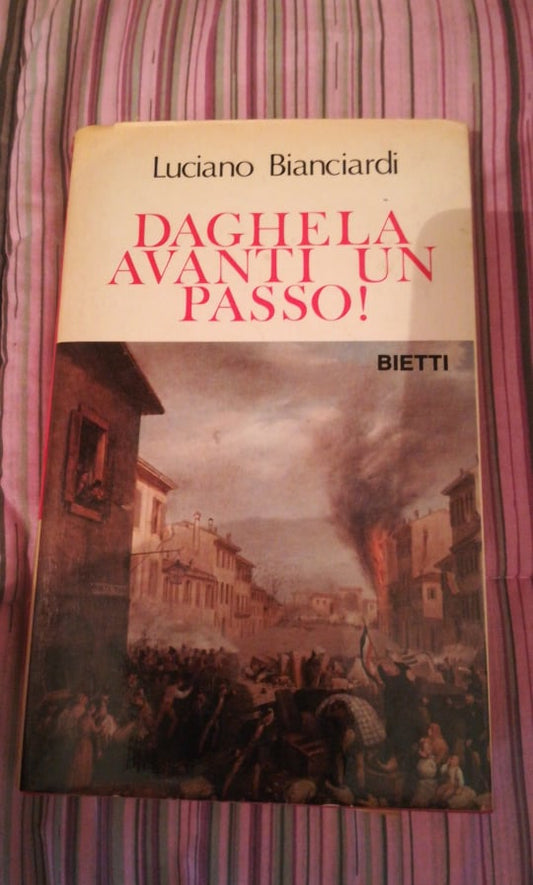 Luciano Bianciardi
DAGHELA
AVANTI UN
PASSO!
BIETTI